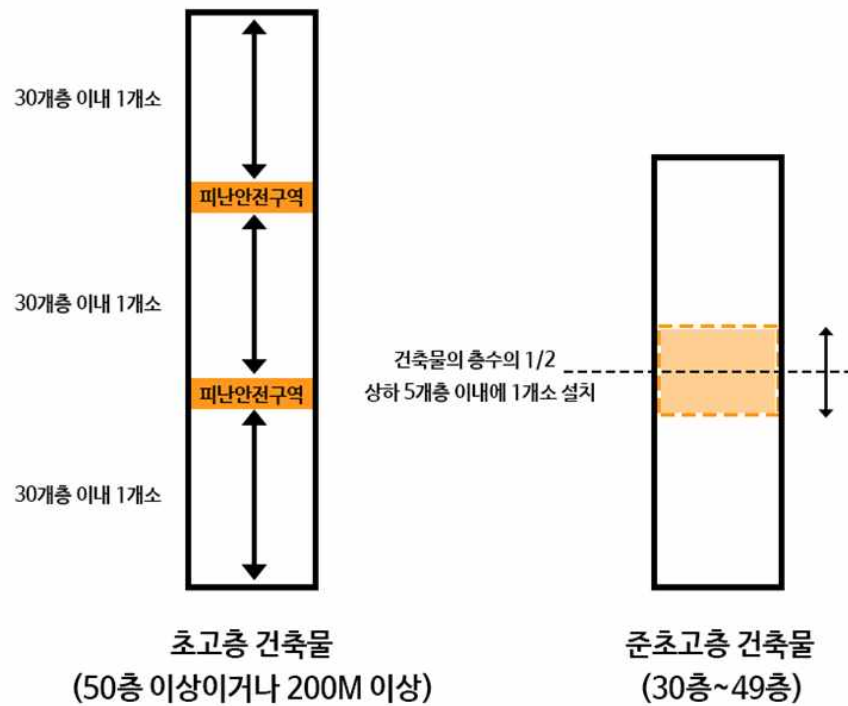 30개층 이내 1개소
피난안전구역
30개층 이내 1개소
피난안전구역
30개층 이내 1개소
초고층 건축물
(50층 이상이거나 200M 이상)
건축물의 층수의 1/2
상하 5개층 이내에 1개소 설치
준초고층 건축물
(30층~49층)